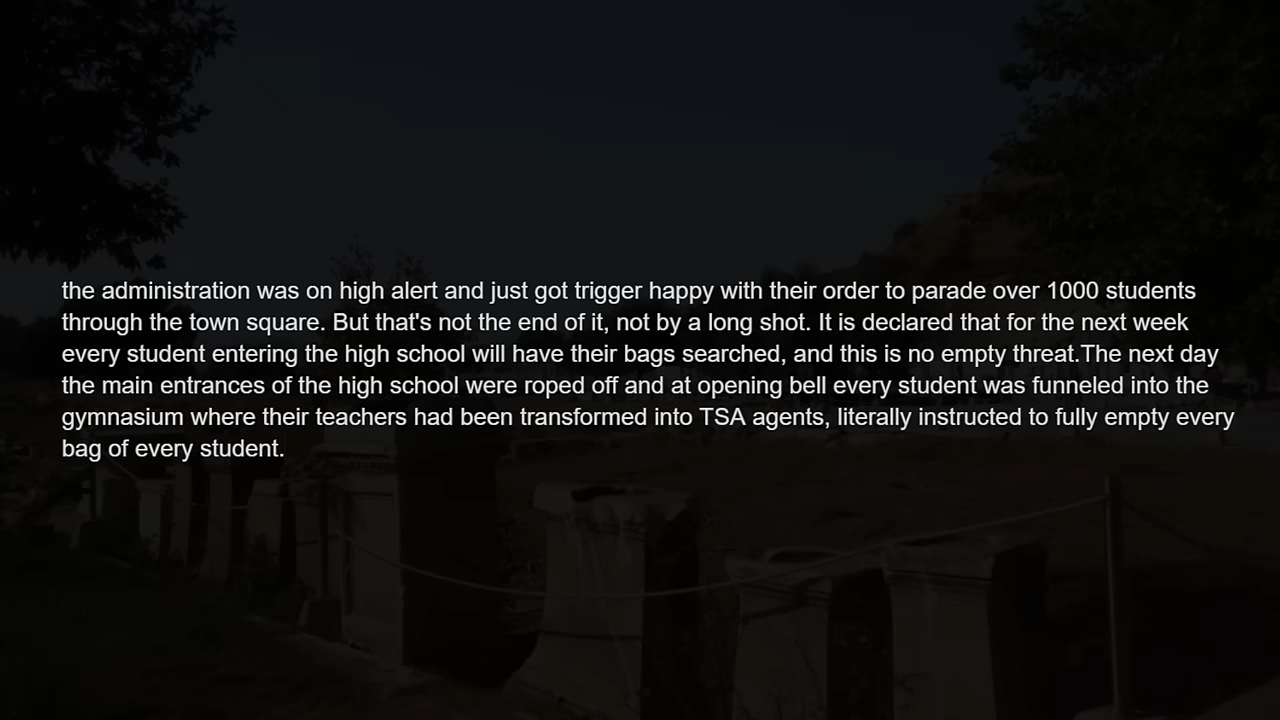 the administration was on high alert and just got trigger happy with their order to parade over 1000 students
through the town square. But that's not the end of it, not by a long shot. It is declared that for the next week
every student entering the high school will have their bags searched, and this is no empty threat.The next day
the main entrances of the high school were roped off and at opening bell every student was funneled into the
gymnasium where their teachers had been transformed into TSA agents, literally instructed to fully empty every
bag of every student.